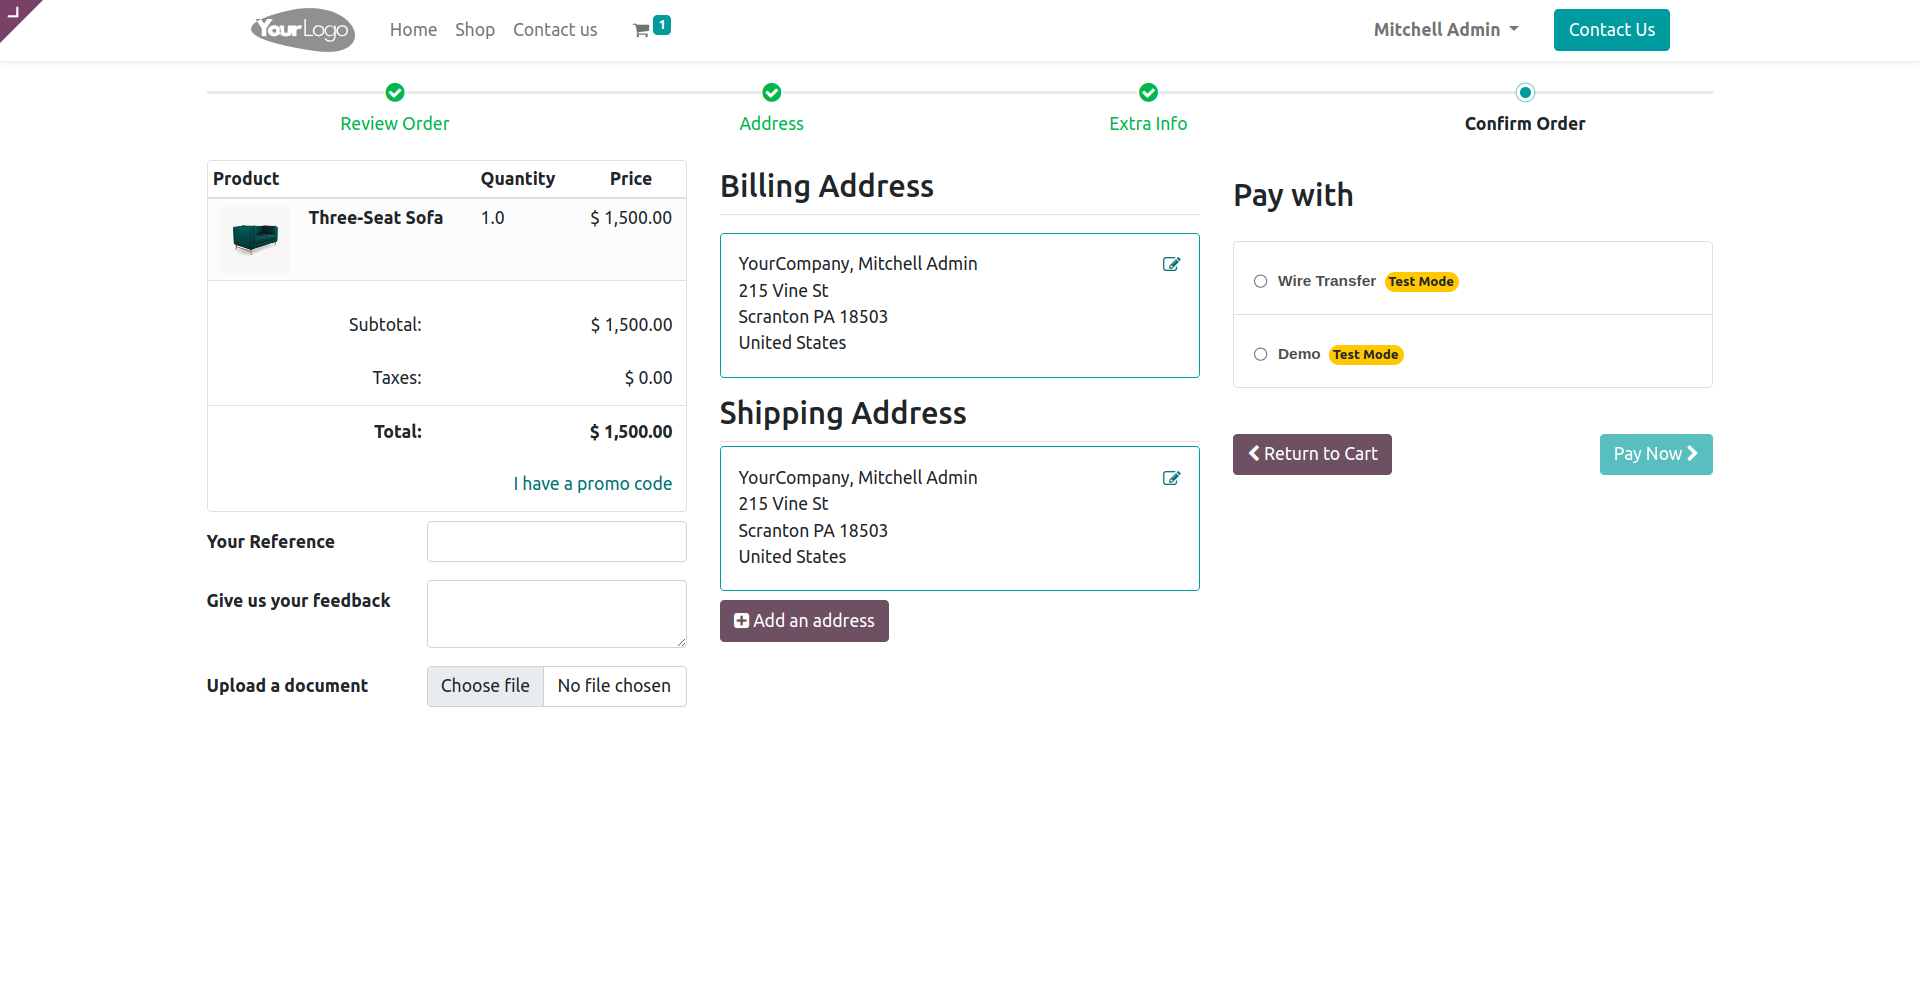 YourLogo Home Shop Contact us 1 Mitchell Admin Contact Us
Review Order Address Extra Info Confirm Order
Product Quantity Price
Three-Seat Sofa 1.0 $ 1,500.00
Subtotal: $ 1,500.00
Taxes: $ 0.00
Total: $ 1,500.00
I have a promo code
Your Reference
Give us your feedback
Upload a document Choose file No file chosen
Billing Address
YourCompany, Mitchell Admin
215 Vine St
Scranton PA 18503
United States
Shipping Address
YourCompany, Mitchell Admin
215 Vine St
Scranton PA 18503
United States
Add an address
Pay with
Wire Transfer Test Mode
Demo Test Mode
Return to Cart Pay Now